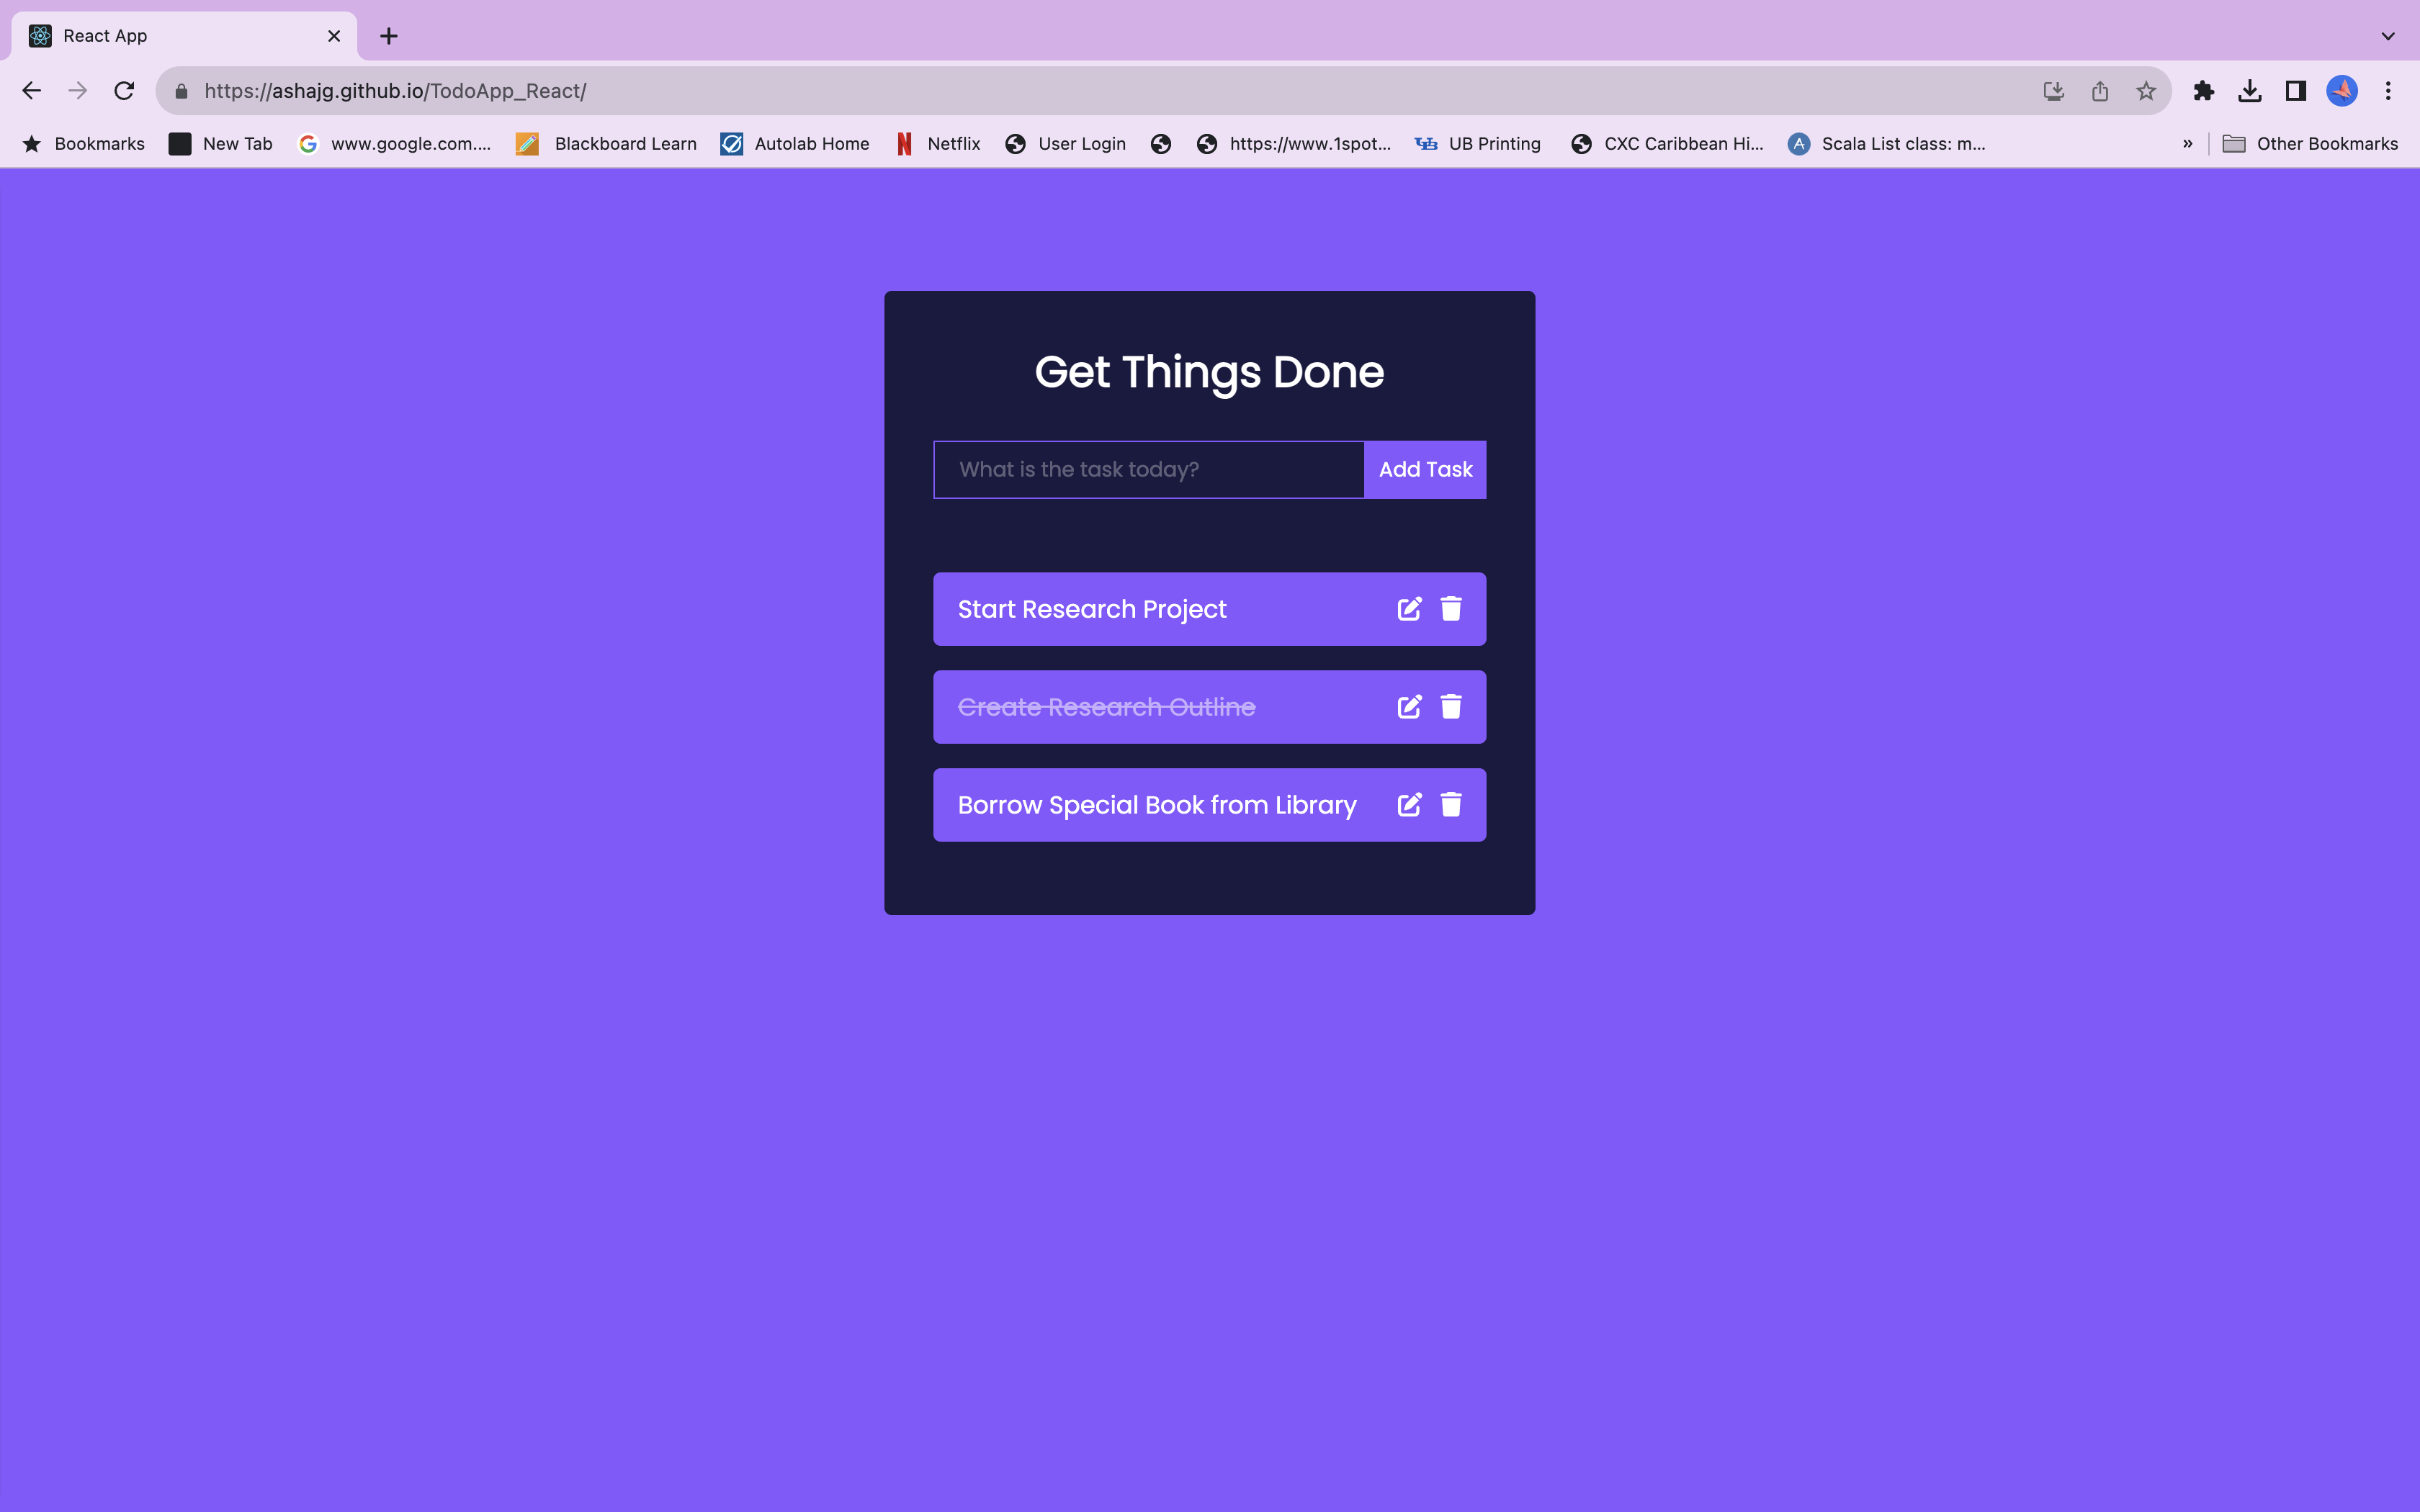 React App
https://ashajg.github.io/TodoApp_React/
Bookmarks New Tab www.google.com.... Blackboard Learn Autolab Home Netflix User Login https://www.1spot... UB Printing CXC Caribbean Hi... Scala List class: m... » Other Bookmarks
Get Things Done
What is the task today? Add Task
Start Research Project
Create Research Outline
Borrow Special Book from Library